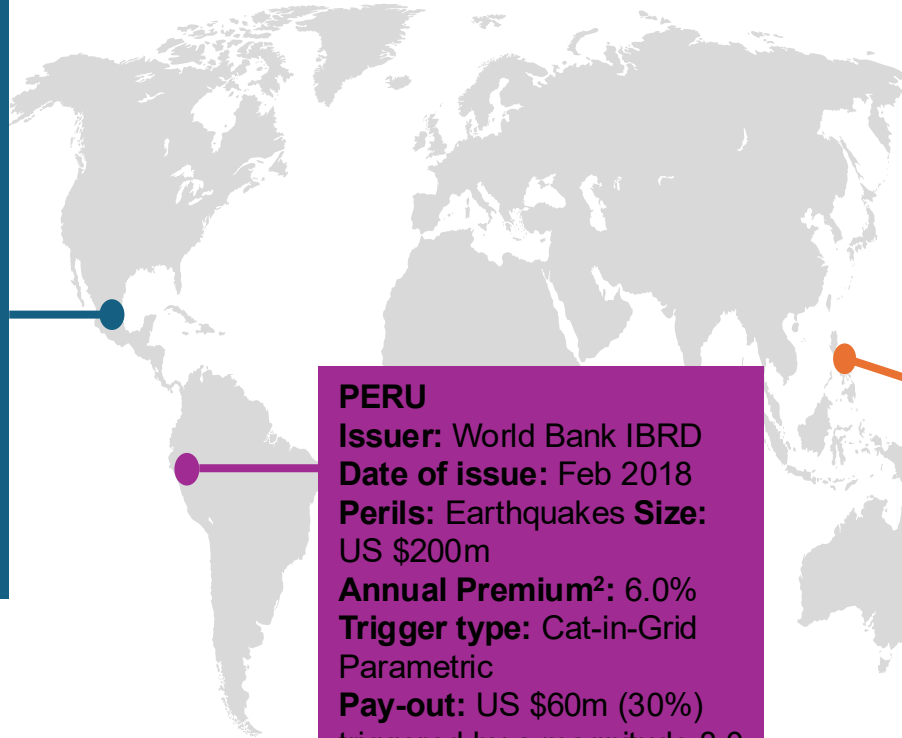 PERU
Issuer: World Bank IBRD
Date of issue: Feb 2018
Perils: Earthquakes Size:
US $200m
Annual Premium²: 6.0%
Trigger type: Cat-in-Grid
Parametric
Pay-out: US $60m (30%)